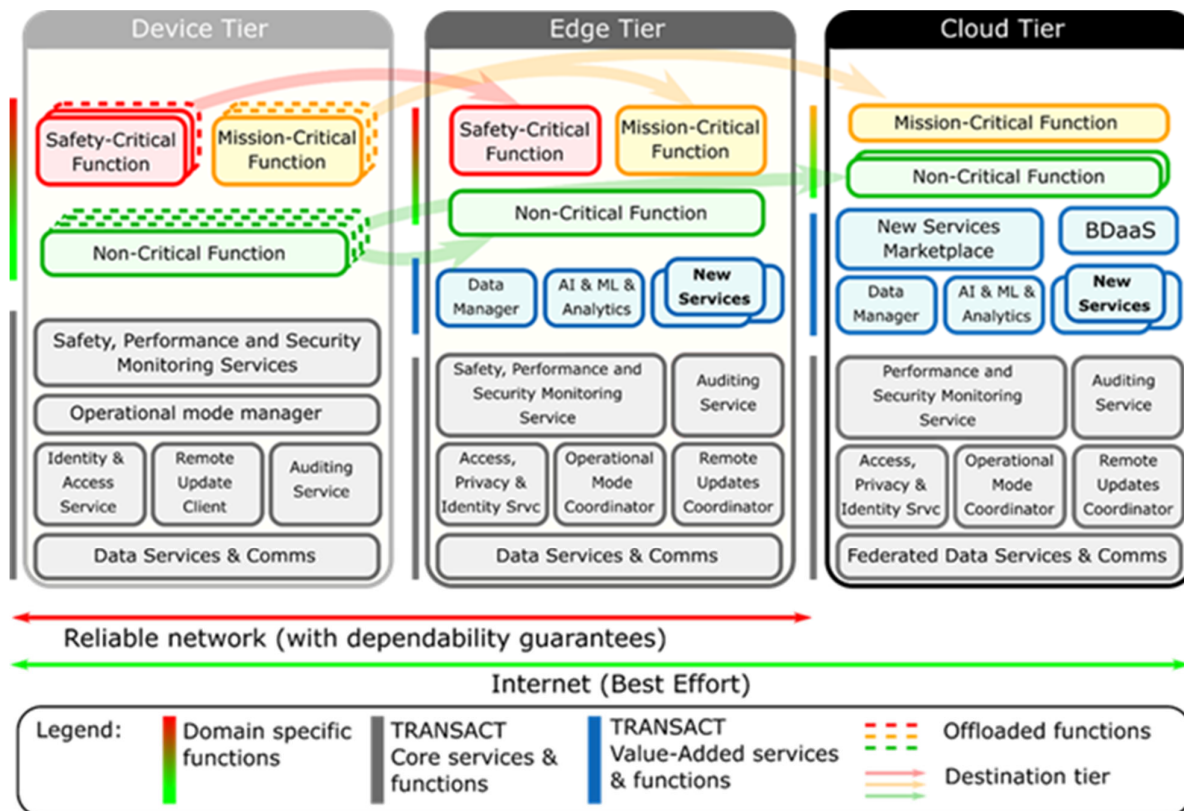 Device Tier
Safety-Critical
Function
Mission-Critical
Function
Non-Critical Function
Safety, Performance and Security
Monitoring Services
Operational mode manager
Identity &
Access
Service
Remote
Update
Client
Auditing
Service
Data Services & Comms
Edge Tier
Safety-Critical
Function
Mission-Critical
Function
Non-Critical Function
Data
Manager
AI & ML &
Analytics
New
Services
Safety, Performance and
Security Monitoring
Service
Auditing
Service
Access,
Privacy &
Identity Srvc
Operational
Mode
Coordinator
Remote
Updates
Coordinator
Data Services & Comms
Cloud Tier
Mission-Critical Function
Non-Critical Function
New Services
Marketplace
BDaaS
Data
Manager
AI & ML &
Analytics
New
Services
Performance and
Security Monitoring
Service
Auditing
Service
Access,
Privacy &
Identity Srvc
Operational
Mode
Coordinator
Remote
Updates
Coordinator
Federated Data Services & Comms
Reliable network (with dependability guarantees)
Internet (Best Effort)
Legend:
Domain specific
functions
TRANSACT
Core services &
functions
TRANSACT
Value-Added services
& functions
Offloaded functions
Destination tier